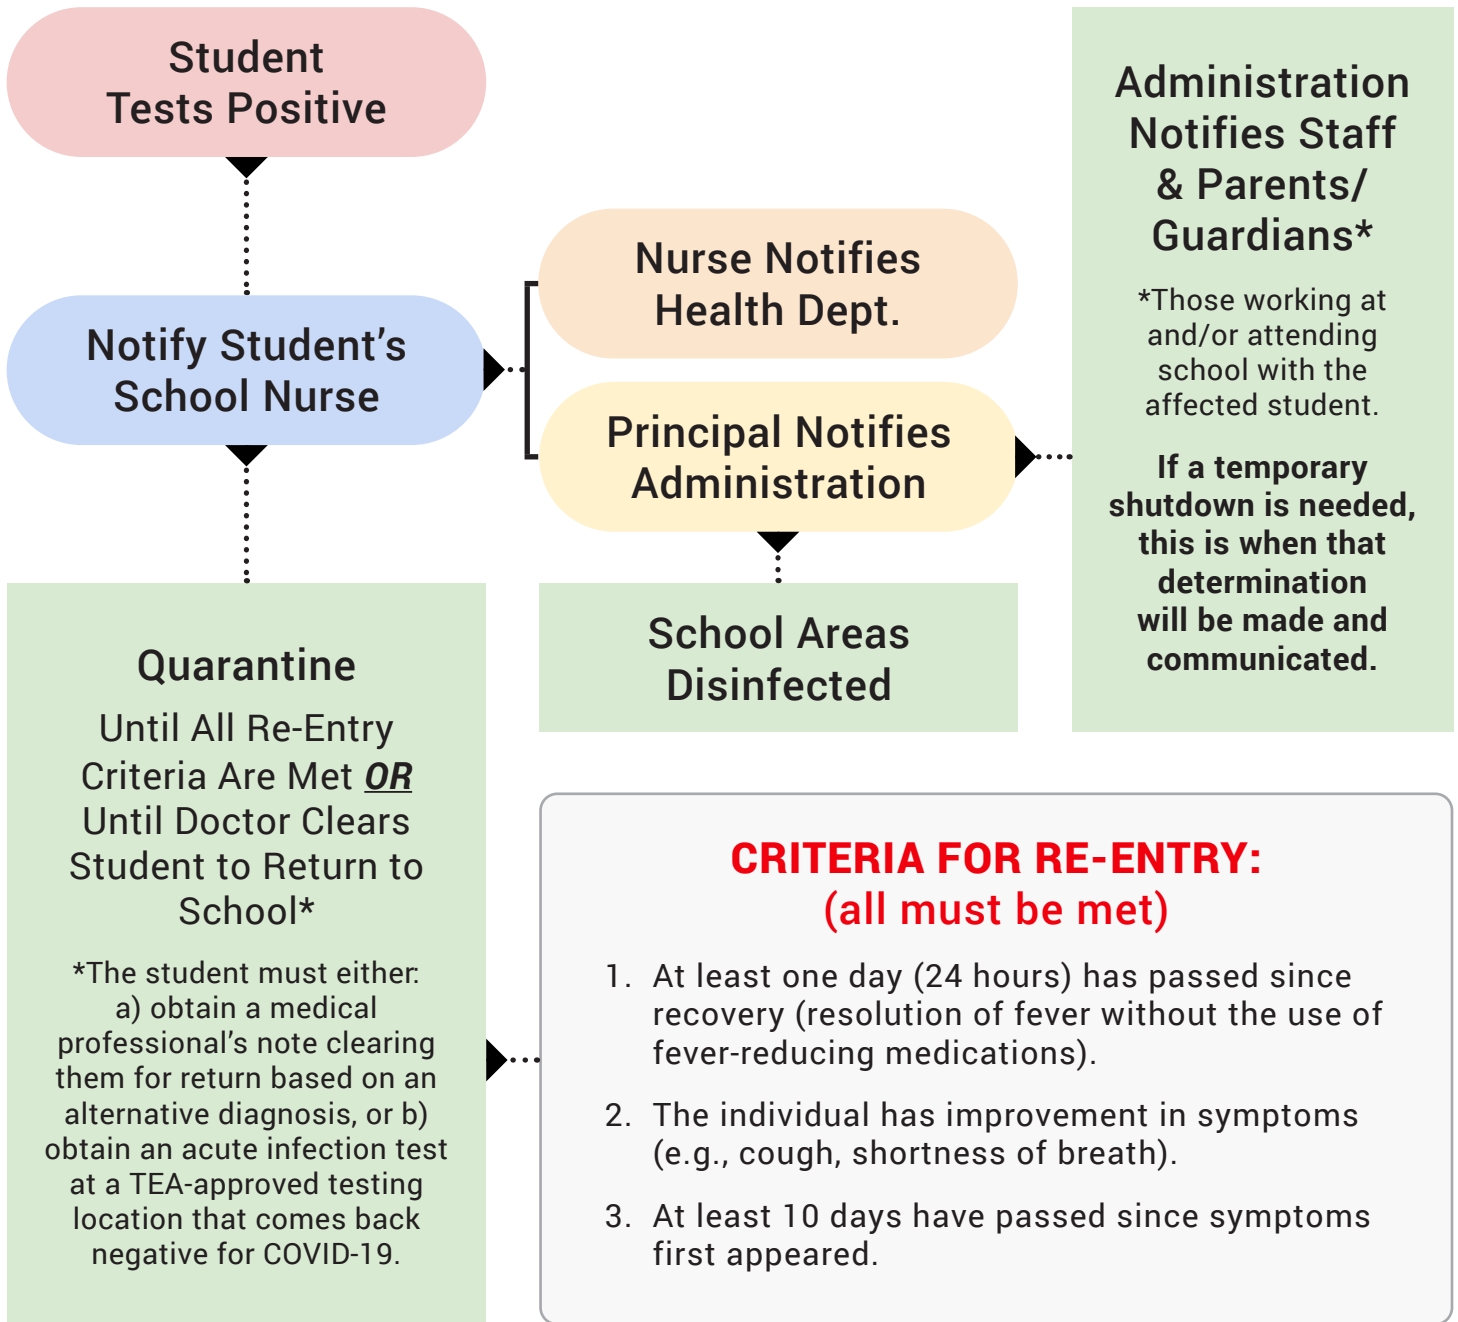 Student
Tests Positive
Notify Student’s
School Nurse
Nurse Notifies
Health Dept.
Principal Notifies
Administration
Administration
Notifies Staff
& Parents/
Guardians*
*Those working at
and/or attending
school with the
affected student.
If a temporary
shutdown is needed,
this is when that
determination
will be made and
communicated.
School Areas
Disinfected
Quarantine
Until All Re-Entry
Criteria Are Met OR
Until Doctor Clears
Student to Return to
School*
*The student must either:
a) obtain a medical
professional’s note clearing
them for return based on an
alternative diagnosis, or b)
obtain an acute infection test
at a TEA-approved testing
location that comes back
negative for COVID-19.
CRITERIA FOR RE-ENTRY:
(all must be met)
1. At least one day (24 hours) has passed since
recovery (resolution of fever without the use of
fever-reducing medications).
2. The individual has improvement in symptoms
(e.g., cough, shortness of breath).
3. At least 10 days have passed since symptoms
first appeared.